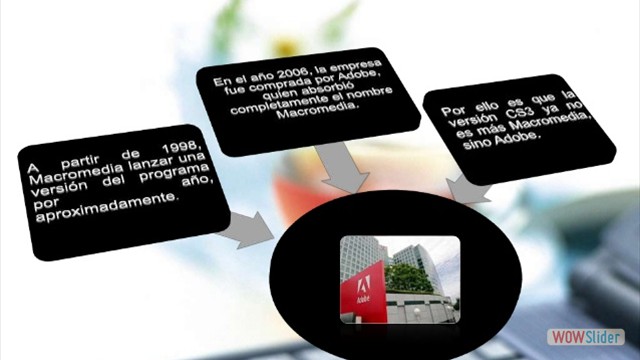 A partir de 1998,
Macromedia lanzar una
versión del programa
por año,
aproximadamente.
En el año 2006, la empresa
fue comprada por Adobe,
quien absorbió
completamente el nombre
Macromedia.
Por ello es que la
versión CS3 ya no
es más Macromedia,
sino Adobe.
Adobe
WOWSlider